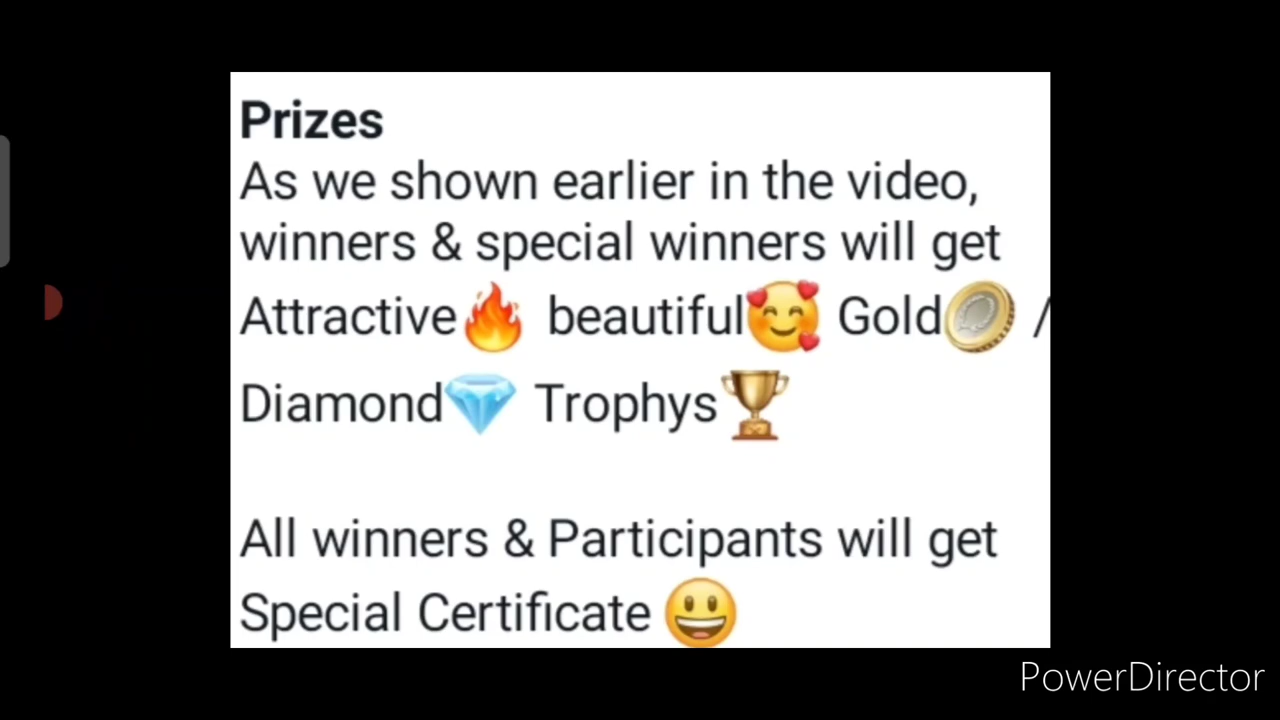 Prizes
As we shown earlier in the video,
winners & special winners will get
Attractive🔥 beautiful🥰 Gold🪙 /
Diamond💎 Trophys🏆
All winners & Participants will get
Special Certificate 😃
PowerDirector